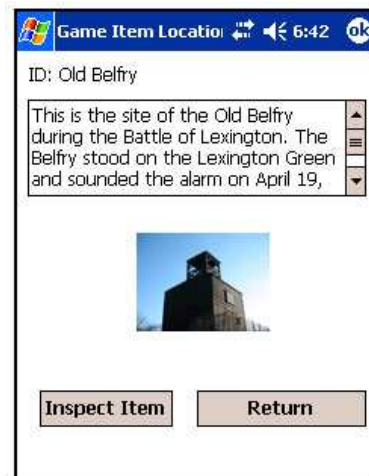 Game Item Locatio 6:42 ok
ID: Old Belfry
This is the site of the Old Belfry
during the Battle of Lexington. The
Belfry stood on the Lexington Green
and sounded the alarm on April 19,
Inspect Item Return